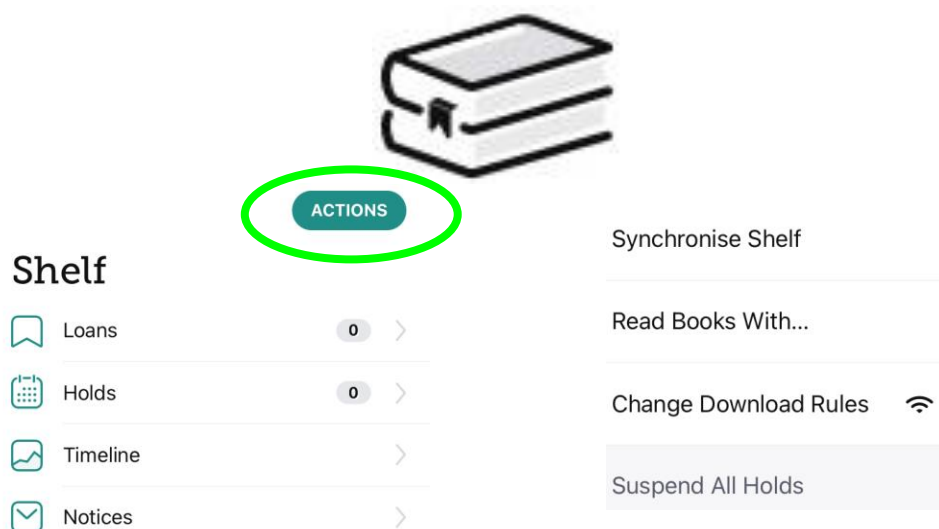 ACTIONS
Shelf
Loans 0
Holds 0
Timeline
Notices
Synchronise Shelf
Read Books With...
Change Download Rules
Suspend All Holds